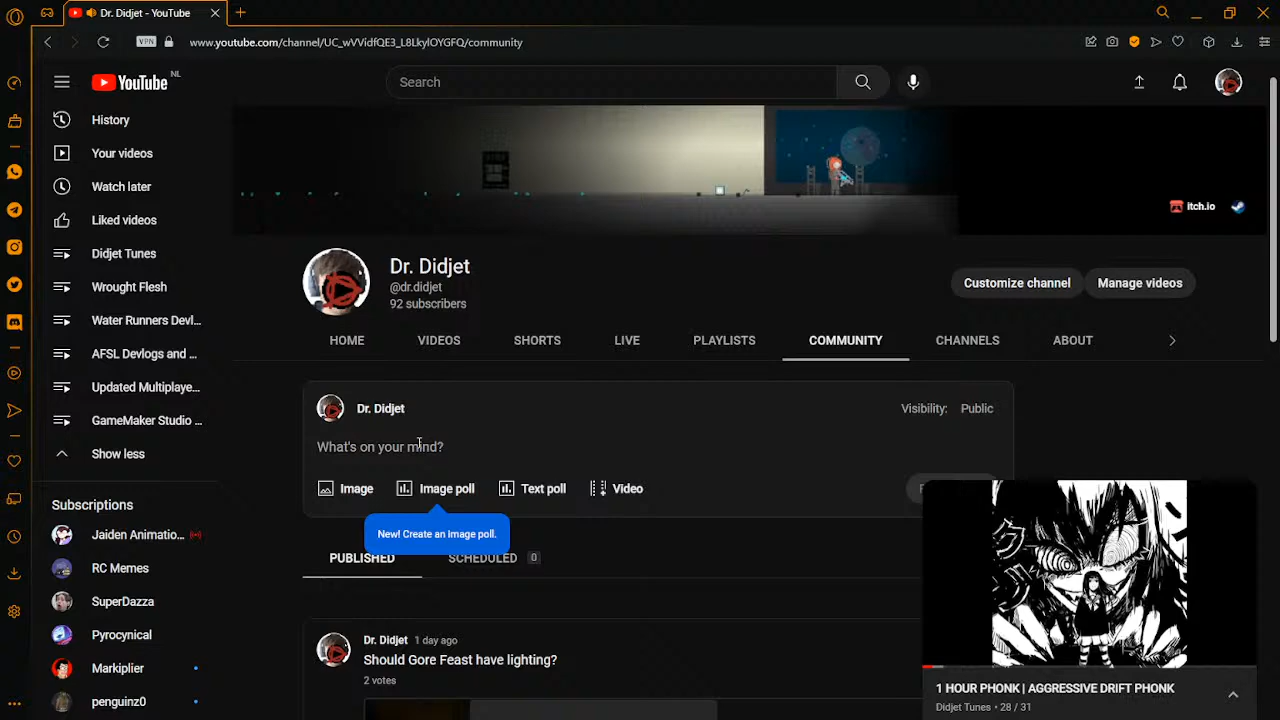 Dr. Didjet - YouTube
VPN
www.youtube.com/channel/UC_wVVidfQE3_L8LkylOYGFQ/community
YouTube NL
Search
History
Your videos
Watch later
Liked videos
Didjet Tunes
Wrought Flesh
Water Runners Devl...
AFSL Devlogs and ...
Updated Multiplaye...
GameMaker Studio ...
Show less
Subscriptions
Jaiden Animatio...
RC Memes
SuperDazza
Pyrocynical
Markiplier
penguinz0
itch.io
Dr. Didjet
@dr.didjet
92 subscribers
Customize channel
Manage videos
HOME
VIDEOS
SHORTS
LIVE
PLAYLISTS
COMMUNITY
CHANNELS
ABOUT
Dr. Didjet
Visibility: Public
What's on your mind?
Image
Image poll
Text poll
Video
New! Create an image poll.
PUBLISHED
SCHEDULED 0
Dr. Didjet 1 day ago
Should Gore Feast have lighting?
2 votes
1 HOUR PHONK | AGGRESSIVE DRIFT PHONK
Didjet Tunes • 28 / 31